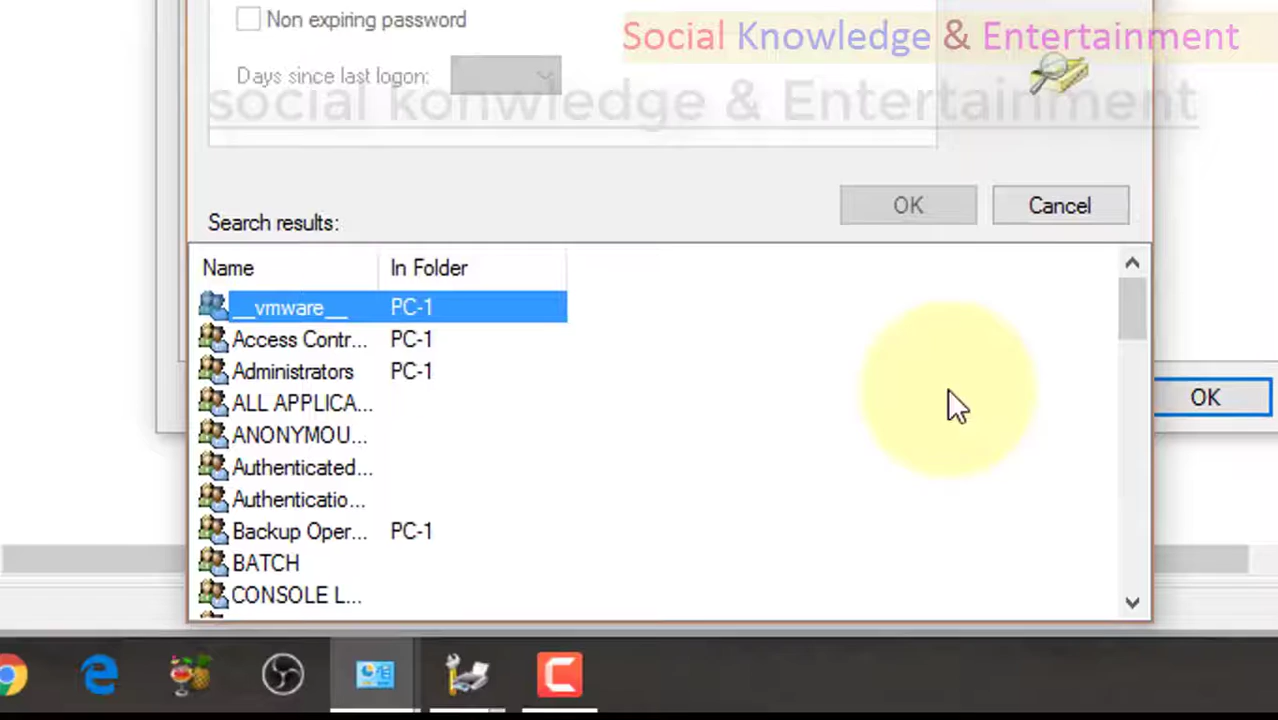 Non expiring password
Social Knowledge & Entertainment
Days since last logon:
social konwledge & Entertainment
OK
Cancel
Search results:
Name In Folder
__vmware__ PC-1
Access Contr... PC-1
Administrators PC-1
ALL APPLICA...
OK
ANONYMOU...
Authenticated...
Authenticatio...
Backup Oper... PC-1
BATCH
CONSOLE L...